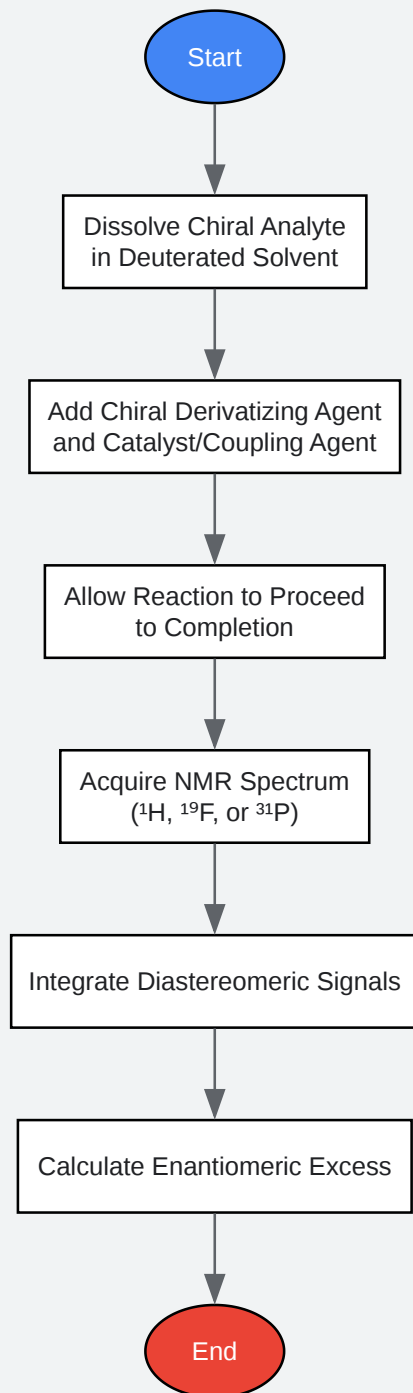 Start
Dissolve Chiral Analyte
in Deuterated Solvent
Add Chiral Derivatizing Agent
and Catalyst/Coupling Agent
Allow Reaction to Proceed
to Completion
Acquire NMR Spectrum
(¹H, ¹⁹F, or ³¹P)
Integrate Diastereomeric Signals
Calculate Enantiomeric Excess
End